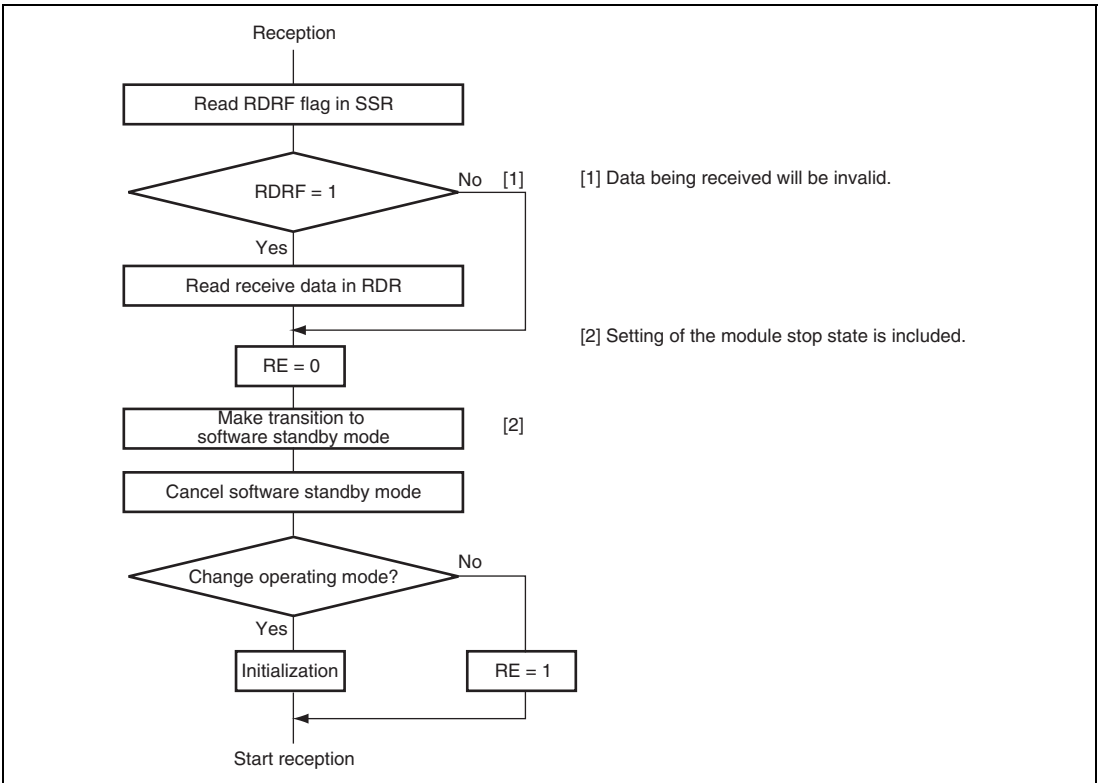 Reception
Read RDRF flag in SSR
RDRF = 1
No [1]
[1] Data being received will be invalid.
Yes
Read receive data in RDR
[2] Setting of the module stop state is included.
RE = 0
Make transition to
software standby mode
[2]
Cancel software standby mode
Change operating mode?
No
Yes
Initialization
RE = 1
Start reception